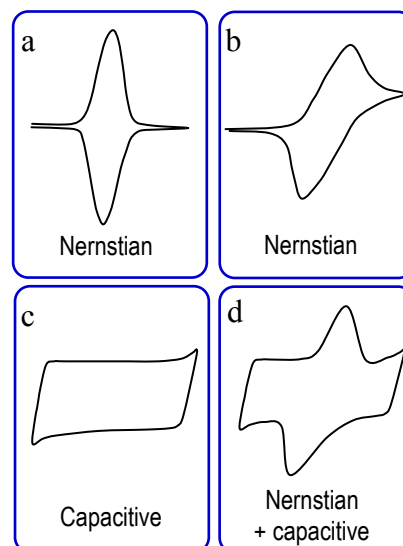 a
b
Nernstian
Nernstian
c
d
Capacitive
Nernstian
+ capacitive